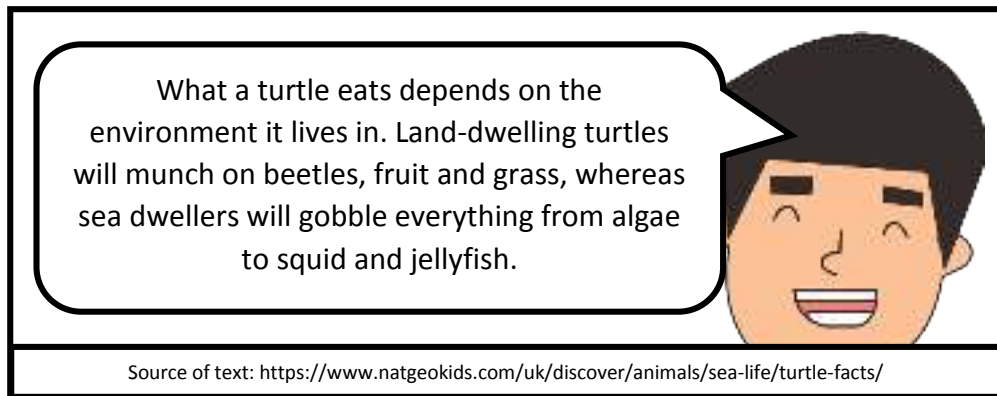 What a turtle eats depends on the
environment it lives in. Land-dwelling turtles
will munch on beetles, fruit and grass, whereas
sea dwellers will gobble everything from algae
to squid and jellyfish.
Source of text: https://www.natgeokids.com/uk/discover/animals/sea-life/turtle-facts/